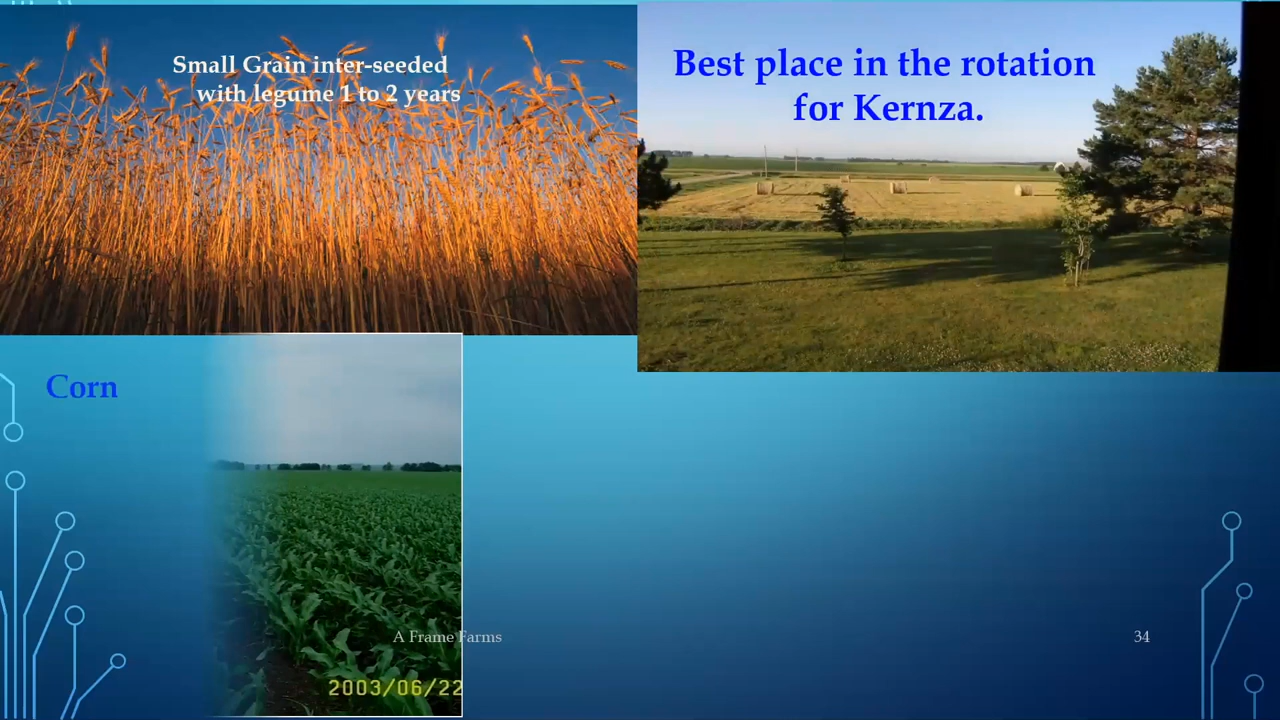 Small Grain inter-seeded
with legume 1 to 2 years
Best place in the rotation
for Kernza.
Corn
A Frame Farms
34
2003/06/22